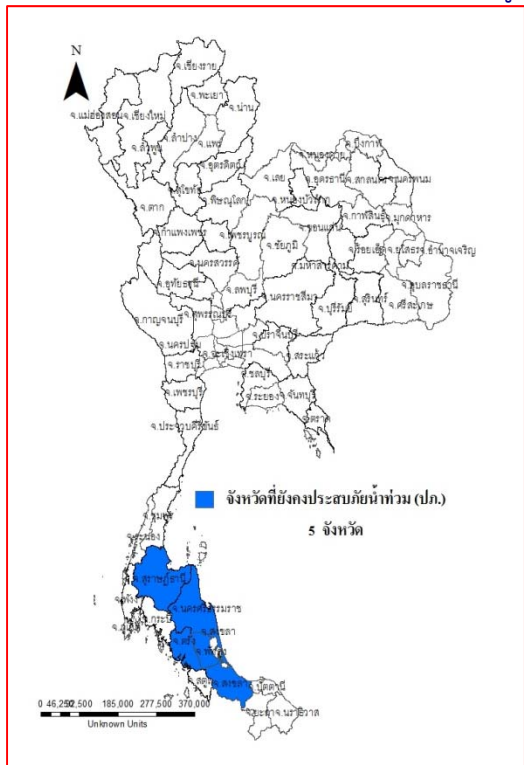 N
จ.เชียงราย
จ.พะเยา
จ.น่าน
จ.แม่ฮ่องสอน
จ.เชียงใหม่
จ.ลำปาง
จ.แพร่
จ.ลำพูน
จ.อุตรดิตถ์
จ.สุโขทัย
จ.พิษณุโลก
จ.ตาก
จ.กำแพงเพชร
จ.เพชรบูรณ์
จ.นครสวรรค์
จ.อุทัยธานี
จ.ลพบุรี
จ.สุพรรณบุรี
จ.กาญจนบุรี
จ.นครปฐม
จ.ราชบุรี
จ.เพชรบุรี
จ.ประจวบคีรีขันธ์
จ.บึงกาฬ
จ.เลย
จ.อุดรธานี
จ.สกลนคร
จ.นครพนม
จ.กาฬสินธุ์
จ.มุกดาหาร
จ.ขอนแก่น
จ.ชัยภูมิ
จ.มหาสารคาม
จ.ร้อยเอ็ด
จ.ยโสธร
จ.อำนาจเจริญ
จ.อุบลราชธานี
จ.นครราชสีมา
จ.บุรีรัมย์
จ.สุรินทร์
จ.ศรีสะเกษ
จ.ปราจีนบุรี
จ.ฉะเชิงเทรา
จ.สระแก้ว
จ.ชลบุรี
จ.ระยอง
จ.จันทบุรี
จ.ตราด
จังหวัดที่ยังคงประสบภัยน้ำท่วม (ปภ.)
5 จังหวัด
จ.ชุมพร
จ.ระนอง
จ.สุราษฎร์ธานี
จ.พังงา
จ.นครศรีธรรมราช
จ.กระบี่
จ.สงขลา
จ.ตรัง
จ.พัทลุง
จ.สตูล
จ.สงขลา
จ.ปัตตานี
จ.ยะลา
จ.นราธิวาส
0 46,250 92,500 185,000 277,500 370,000
Unknown Units